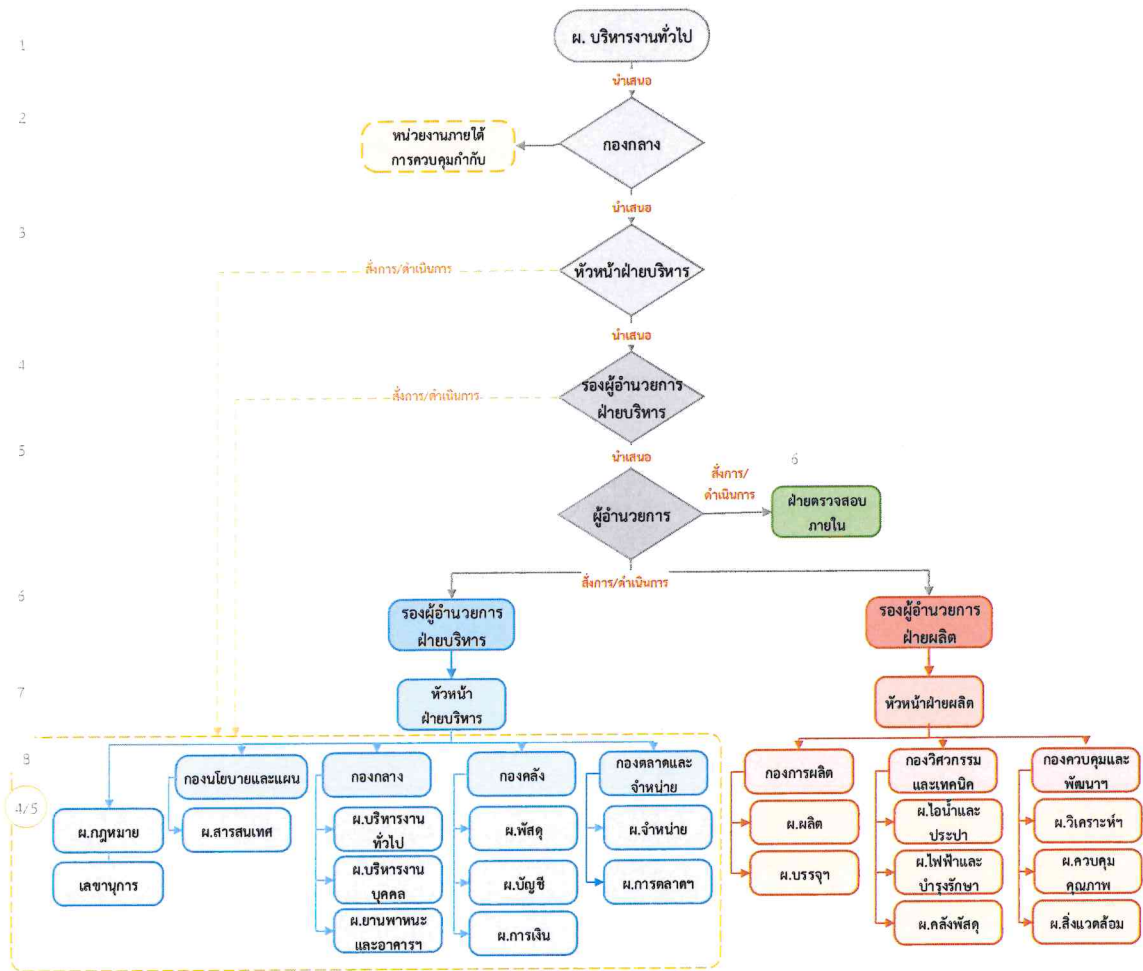 1
ผ. บริหารงานทั่วไป
นำเสนอ
2
หน่วยงานภายใต้
การควบคุมกำกับ
กองกลาง
นำเสนอ
3
สั่งการ/ดำเนินการ
หัวหน้าฝ่ายบริหาร
นำเสนอ
4
สั่งการ/ดำเนินการ
รองผู้อำนวยการ
ฝ่ายบริหาร
5
นำเสนอ
สั่งการ/
ดำเนินการ
6
ผู้อำนวยการ
ฝ่ายตรวจสอบ
ภายใน
สั่งการ/ดำเนินการ
6
รองผู้อำนวยการ
ฝ่ายบริหาร
รองผู้อำนวยการ
ฝ่ายผลิต
7
หัวหน้า
ฝ่ายบริหาร
หัวหน้าฝ่ายผลิต
8
4/5
ผ.กฎหมาย
เลขานุการ
กองนโยบายและแผน
ผ.สารสนเทศ
กองกลาง
ผ.บริหารงาน
ทั่วไป
ผ.บริหารงาน
บุคคล
ผ.ยานพาหนะ
และอาคารฯ
กองคลัง
ผ.พัสดุ
ผ.บัญชี
ผ.การเงิน
กองตลาดและ
จำหน่าย
ผ.จำหน่าย
ผ.การตลาดฯ
กองการผลิต
ผ.ผลิต
ผ.บรรจุฯ
กองวิศวกรรม
และเทคนิค
ผ.ไอน้ำและ
ประปา
ผ.ไฟฟ้าและ
บำรุงรักษา
ผ.คลังพัสดุ
กองควบคุมและ
พัฒนาฯ
ผ.วิเคราะห์ฯ
ผ.ควบคุม
คุณภาพ
ผ.สิ่งแวดล้อม